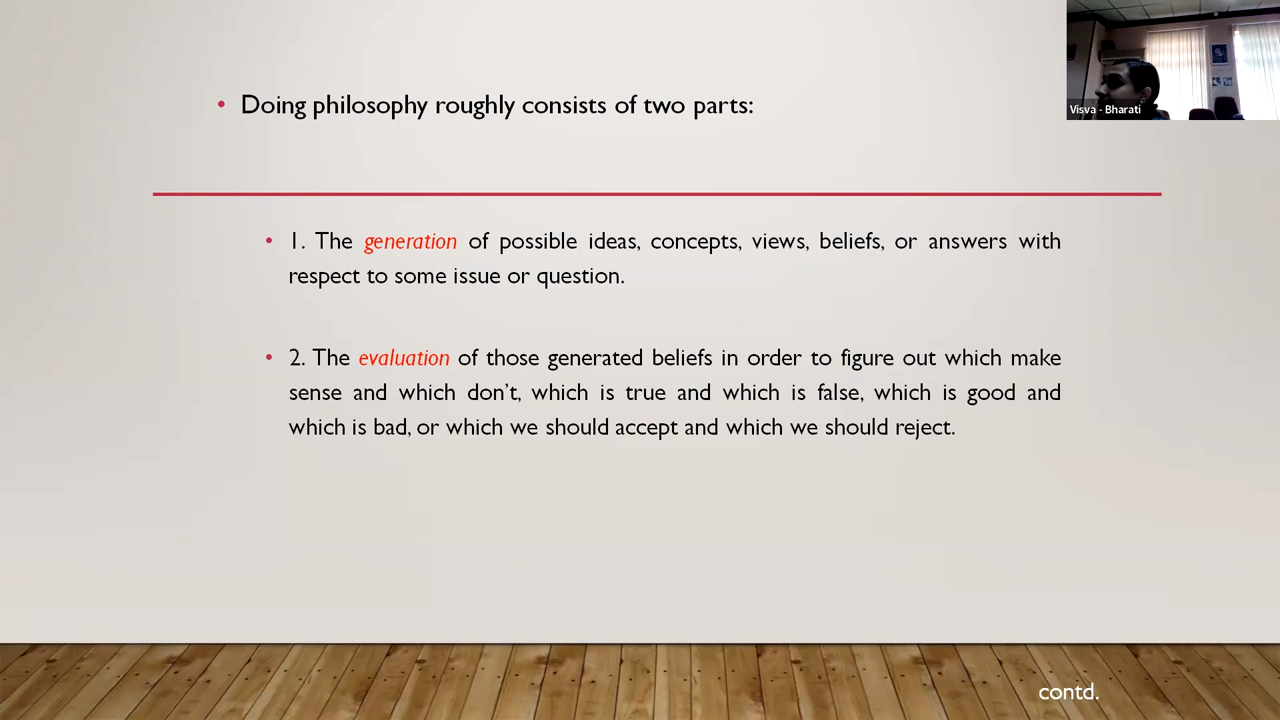 • Doing philosophy roughly consists of two parts:
Visva - Bharati
• 1. The generation of possible ideas, concepts, views, beliefs, or answers with
respect to some issue or question.
• 2. The evaluation of those generated beliefs in order to figure out which make
sense and which don’t, which is true and which is false, which is good and
which is bad, or which we should accept and which we should reject.
contd.